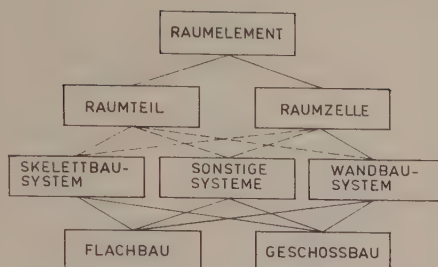 RAUMELEMENT
RAUMTEIL
RAUMZELLE
SKELETTBAU-
SYSTEM
SONSTIGE
SYSTEME
WANDBAU-
SYSTEM
FLACHBAU
GESCHOSSBAU